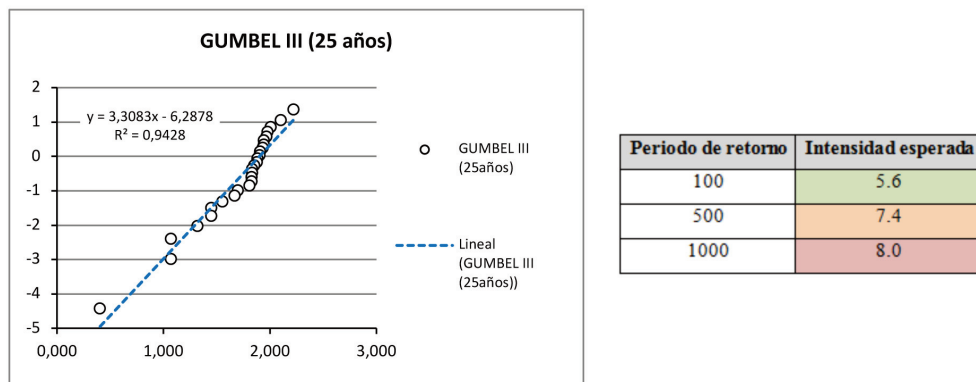 GUMBEL III (25 años)
2
1
0
-1
-2
-3
-4
-5
y = 3,3083x - 6,2878
R² = 0,9428
0,000
1,000
2,000
3,000
GUMBEL III
(25años)
Lineal
(GUMBEL III
(25años))
Periodo de retorno Intensidad esperada
100 5.6
500 7.4
1000 8.0